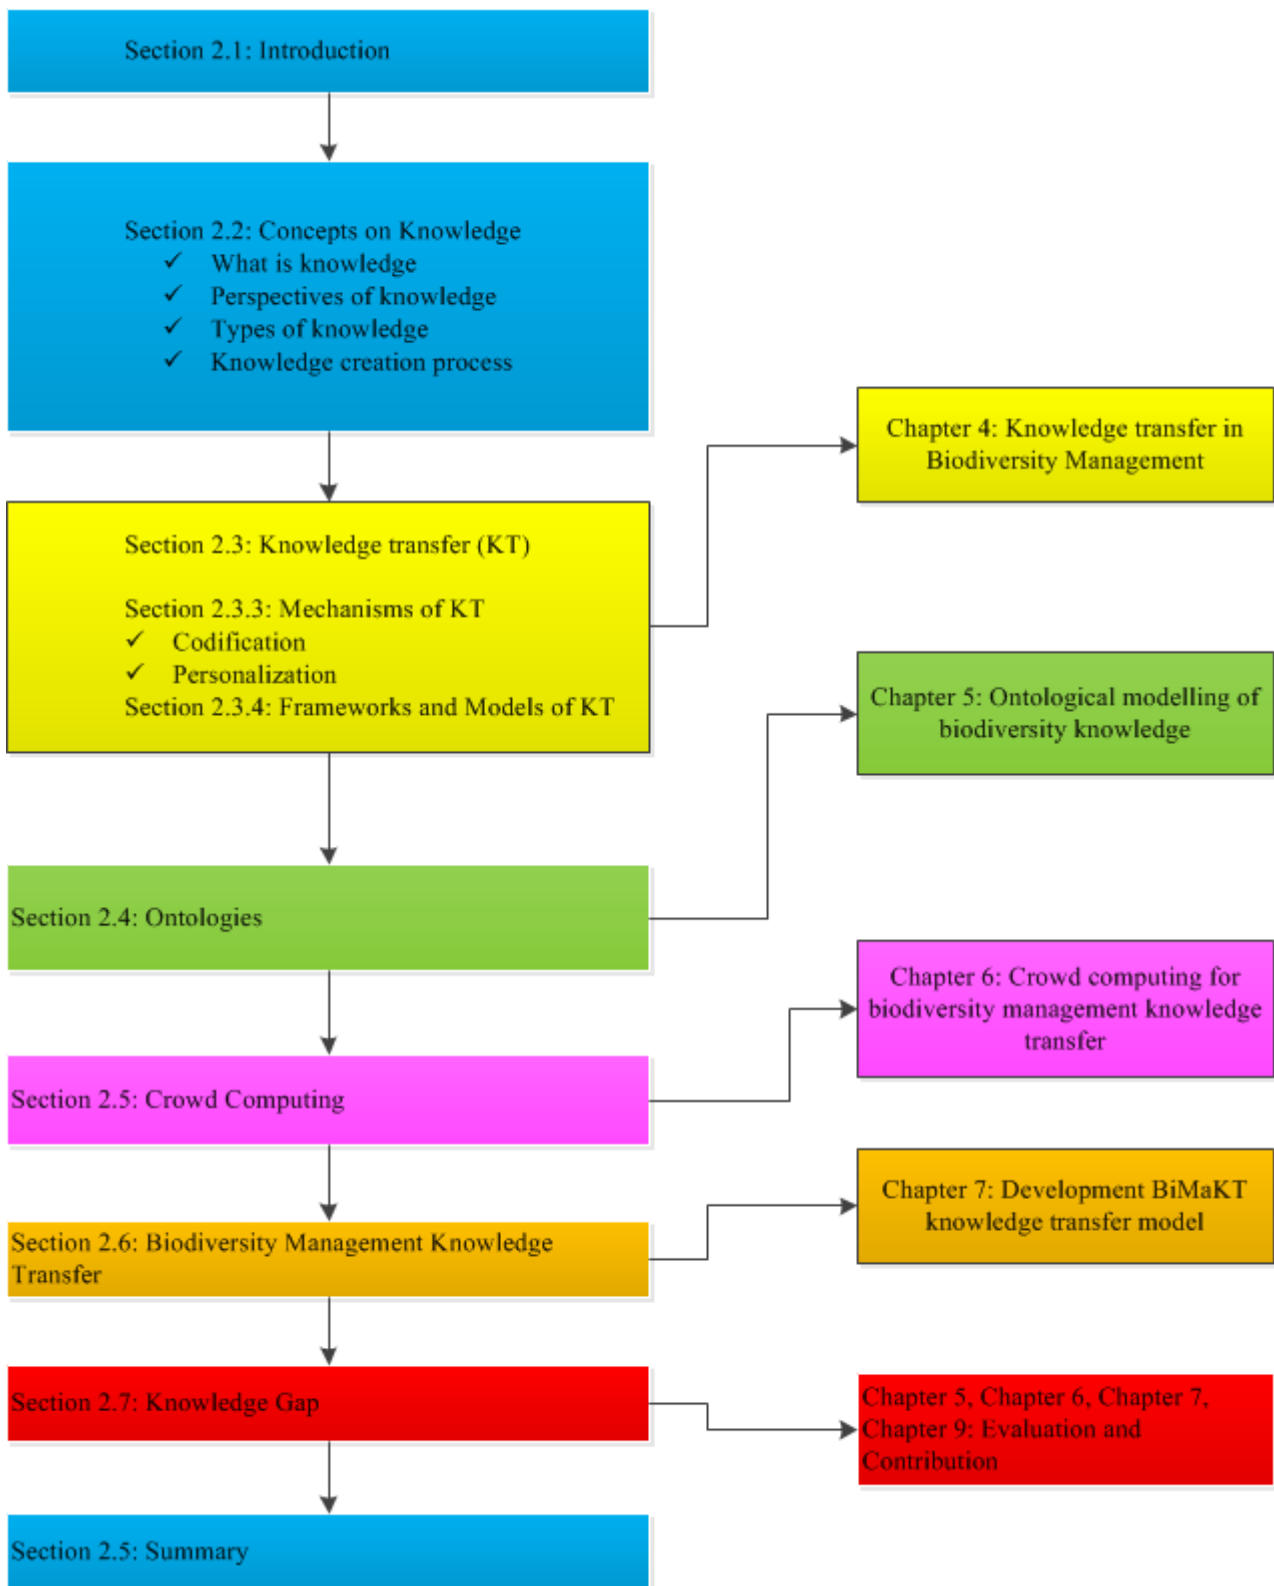 Section 2.1: Introduction
Section 2.2: Concepts on Knowledge
✓ What is knowledge
✓ Perspectives of knowledge
✓ Types of knowledge
✓ Knowledge creation process
Chapter 4: Knowledge transfer in
Biodiversity Management
Section 2.3: Knowledge transfer (KT)
Section 2.3.3: Mechanisms of KT
✓ Codification
✓ Personalization
Section 2.3.4: Frameworks and Models of KT
Chapter 5: Ontological modelling of
biodiversity knowledge
Section 2.4: Ontologies
Chapter 6: Crowd computing for
biodiversity management knowledge
transfer
Section 2.5: Crowd Computing
Chapter 7: Development BiMaKT
knowledge transfer model
Section 2.6: Biodiversity Management Knowledge
Transfer
Section 2.7: Knowledge Gap
Chapter 5, Chapter 6, Chapter 7,
Chapter 9: Evaluation and
Contribution
Section 2.5: Summary